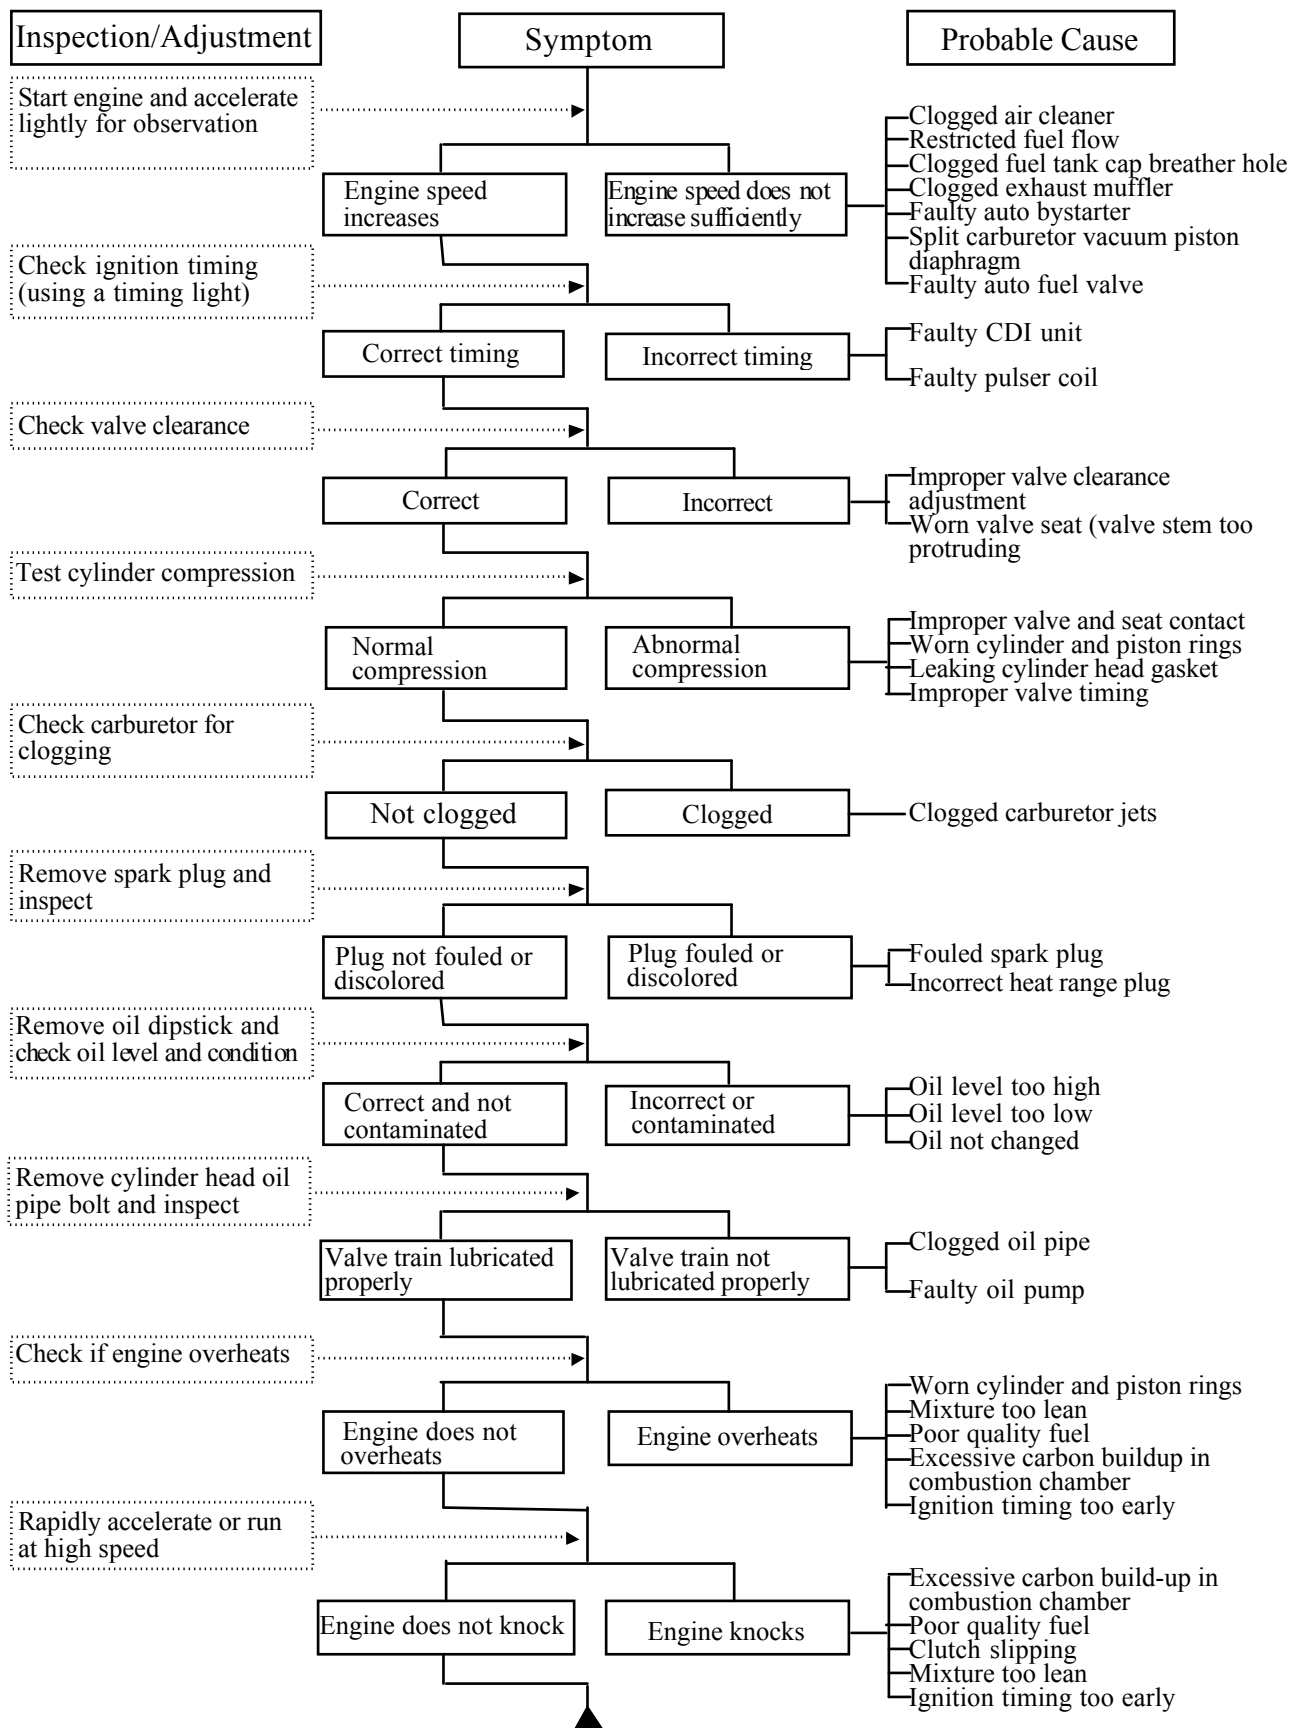 Inspection/Adjustment
Symptom
Probable Cause
Start engine and accelerate
lightly for observation
Clogged air cleaner
Restricted fuel flow
Clogged fuel tank cap breather hole
Clogged exhaust muffler
Faulty auto bystarter
Split carburetor vacuum piston
diaphragm
Faulty auto fuel valve
Engine speed
increases
Engine speed does not
increase sufficiently
Check ignition timing
(using a timing light)
Correct timing
Incorrect timing
Faulty CDI unit
Faulty pulser coil
Check valve clearance
Correct
Incorrect
Improper valve clearance
adjustment
Worn valve seat (valve stem too
protruding
Test cylinder compression
Normal
compression
Abnormal
compression
Improper valve and seat contact
Worn cylinder and piston rings
Leaking cylinder head gasket
Improper valve timing
Check carburetor for
clogging
Not clogged
Clogged
Clogged carburetor jets
Remove spark plug and
inspect
Plug not fouled or
discolored
Plug fouled or
discolored
Fouled spark plug
Incorrect heat range plug
Remove oil dipstick and
check oil level and condition
Correct and not
contaminated
Incorrect or
contaminated
Oil level too high
Oil level too low
Oil not changed
Remove cylinder head oil
pipe bolt and inspect
Valve train lubricated
properly
Valve train not
lubricated properly
Clogged oil pipe
Faulty oil pump
Check if engine overheats
Engine does not
overheats
Engine overheats
Worn cylinder and piston rings
Mixture too lean
Poor quality fuel
Excessive carbon buildup in
combustion chamber
Ignition timing too early
Rapidly accelerate or run
at high speed
Engine does not knock
Engine knocks
Excessive carbon build-up in
combustion chamber
Poor quality fuel
Clutch slipping
Mixture too lean
Ignition timing too early